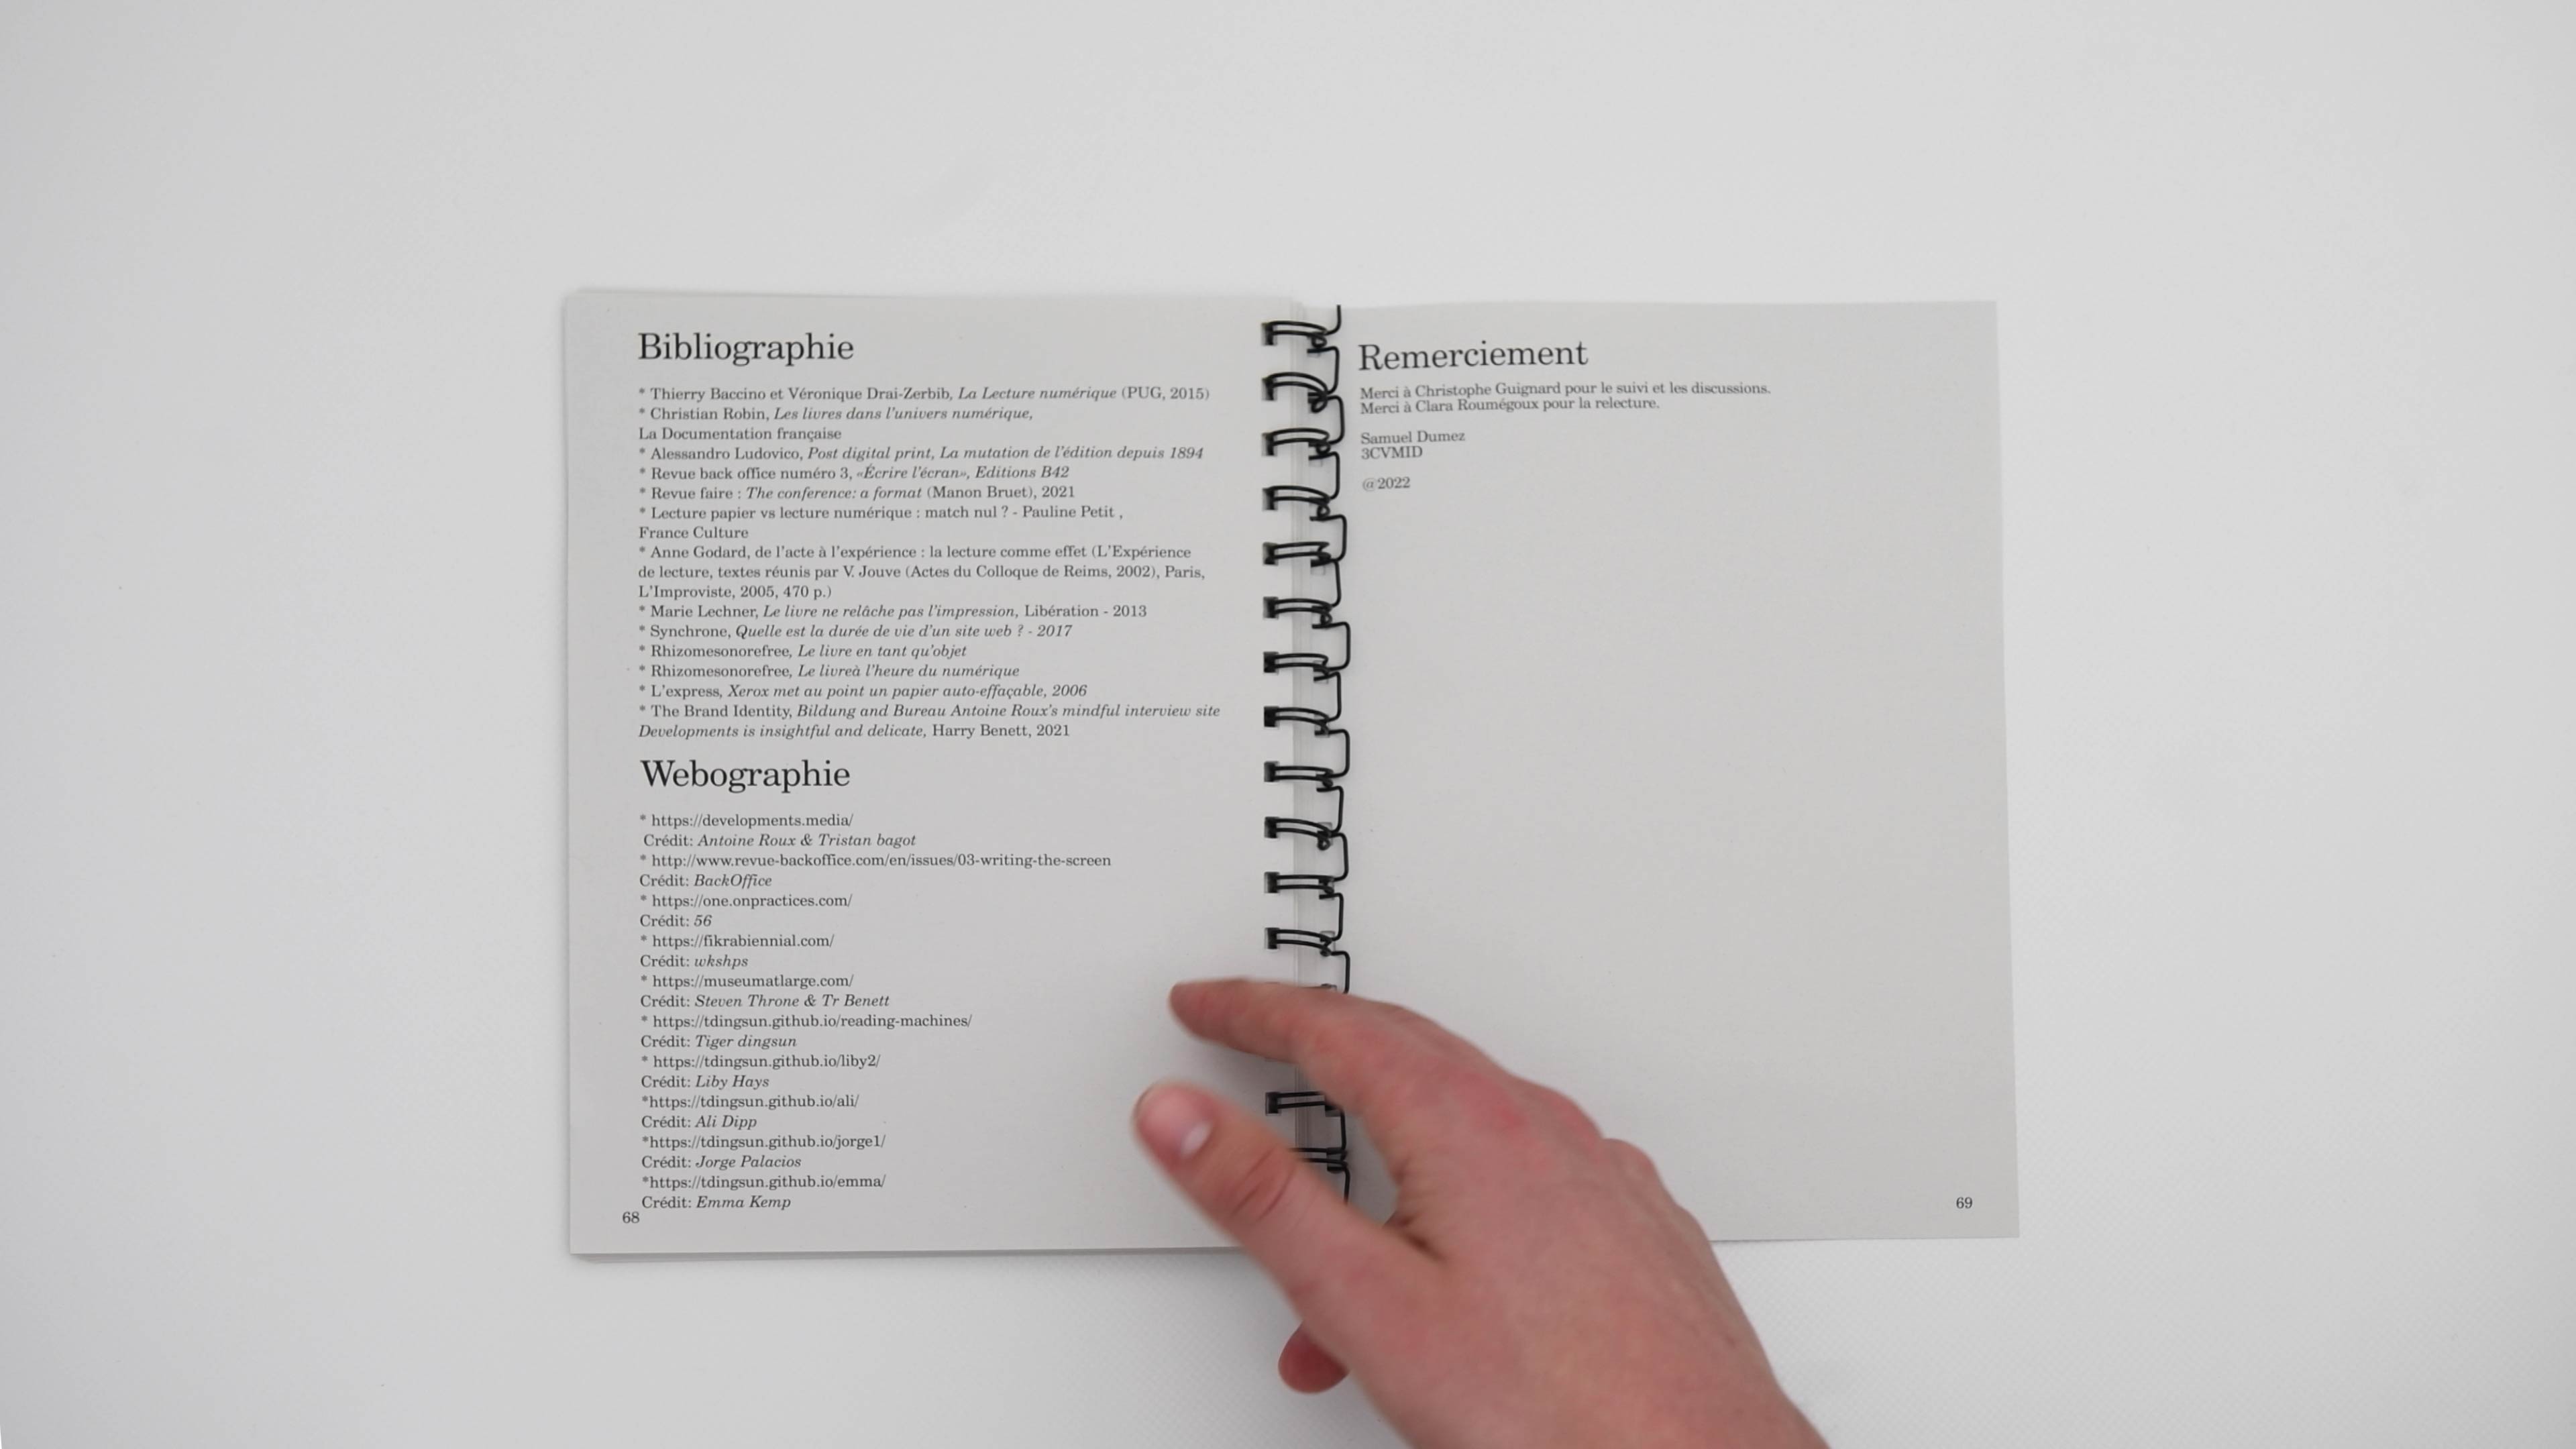 Bibliographie
* Thierry Baccino et Véronique Drai-Zerbib, La Lecture numérique (PUG, 2015)
* Christian Robin, Les livres dans l'univers numérique,
La Documentation française
* Alessandro Ludovico, Post digital print, La mutation de l'édition depuis 1894
* Revue back office numéro 3, «Écrire l'écran», Editions B42
* Revue faire : The conference: a format (Manon Bruet), 2021
* Lecture papier vs lecture numérique : match nul ? - Pauline Petit ,
France Culture
* Anne Godard, de l'acte à l'expérience : la lecture comme effet (L'Expérience
de lecture, textes réunis par V. Jouve (Actes du Colloque de Reims, 2002), Paris,
L'Improviste, 2005, 470 p.)
* Marie Lechner, Le livre ne relâche pas l'impression, Libération - 2013
* Synchrone, Quelle est la durée de vie d'un site web ? - 2017
* Rhizomesonorefree, Le livre en tant qu'objet
* Rhizomesonorefree, Le livreà l'heure du numérique
* L'express, Xerox met au point un papier auto-effaçable, 2006
* The Brand Identity, Bildung and Bureau Antoine Roux's mindful interview site
Developments is insightful and delicate, Harry Benett, 2021
Webographie
* https://developments.media/
Crédit: Antoine Roux & Tristan bagot
* http://www.revue-backoffice.com/en/issues/03-writing-the-screen
Crédit: BackOffice
* https://one.onpractices.com/
Crédit: 56
* https://fikrabiennial.com/
Crédit: wkshps
* https://museumatlarge.com/
Crédit: Steven Throne & Tr Benett
* https://tdingsun.github.io/reading-machines/
Crédit: Tiger dingsun
* https://tdingsun.github.io/liby2/
Crédit: Liby Hays
*https://tdingsun.github.io/ali/
Crédit: Ali Dipp
*https://tdingsun.github.io/jorge1/
Crédit: Jorge Palacios
*https://tdingsun.github.io/emma/
Crédit: Emma Kemp
68
Remerciement
Merci à Christophe Guignard pour le suivi et les discussions.
Merci à Clara Roumégoux pour la relecture.
Samuel Dumez
3CVMID
@2022
69